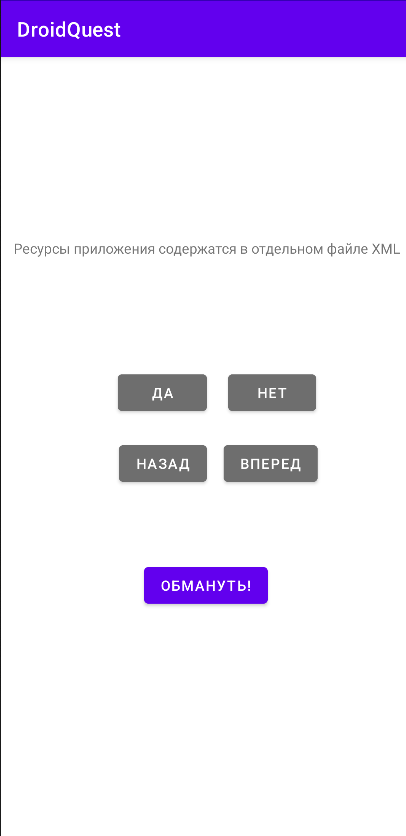 DroidQuest
Ресурсы приложения содержатся в отдельном файле XML
ДА НЕТ
НАЗАД ВПЕРЕД
ОБМАНУТЬ!